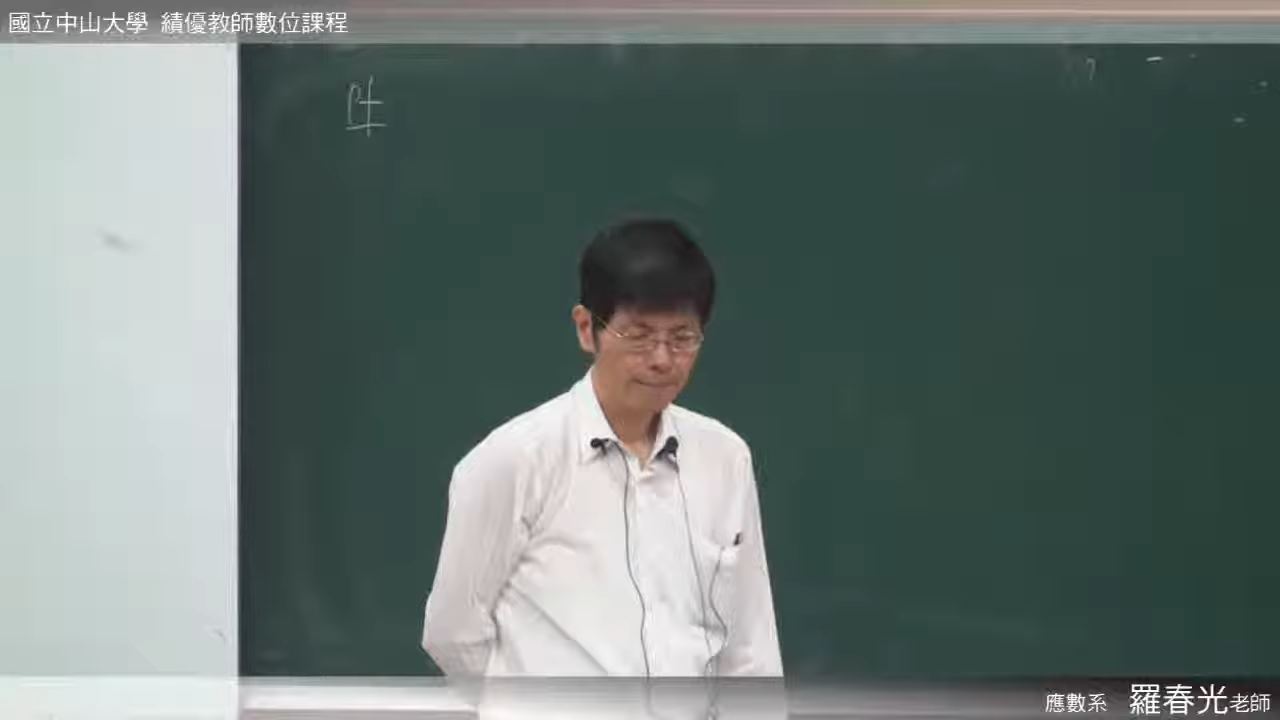 國立中山大學 績優教師數位課程
pf
應數系 羅春光老師